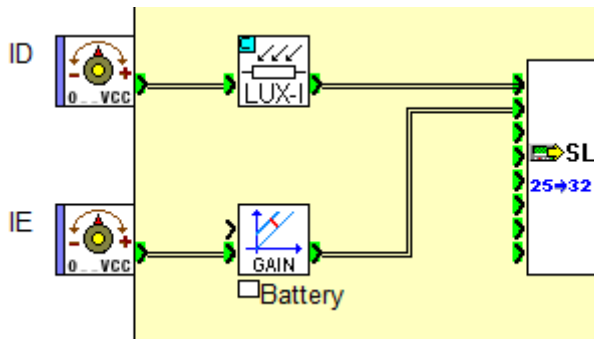 ID
0...VCC
C
LUX-I
SL
25→32
IE
0...VCC
GAIN
Battery